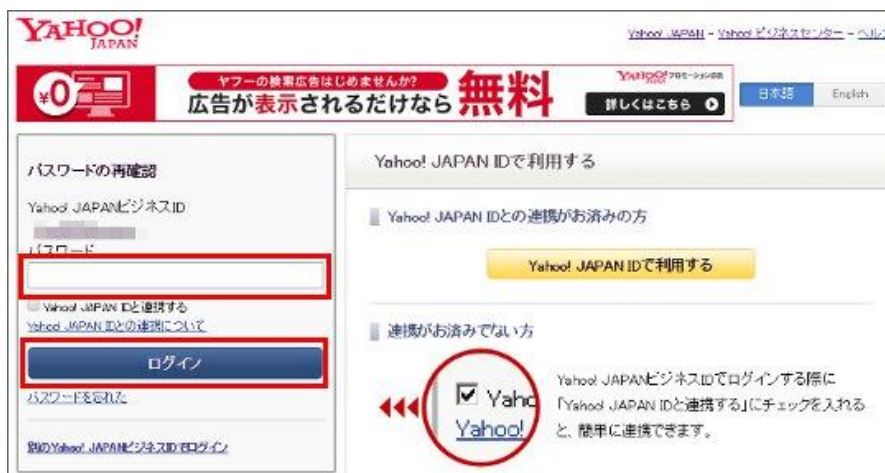 YAHOO!
JAPAN
Yahoo! JAPAN - Yahoo! ビジネスセンター - ヘル
¥0
ヤフーの検索広告はじめませんか?
広告が表示されるだけなら無料
YAHOO! プロモーション広告
詳しくはこちら
日本語 English
パスワードの再確認
Yahoo! JAPANビジネスID
パスワード
Yahoo! JAPAN IDと連携する
Yahoo! JAPAN IDとの連携について
ログイン
パスワードを忘れた
別のYahoo! JAPANビジネスIDでログイン
Yahoo! JAPAN IDで利用する
Yahoo! JAPAN IDとの連携がお済みの方
Yahoo! JAPAN IDで利用する
連携がお済みでない方
Yaho
Yahoo!
Yahoo! JAPANビジネスIDでログインする際に
「Yahoo! JAPAN IDと連携する」にチェックを入れる
と、簡単に連携できます。